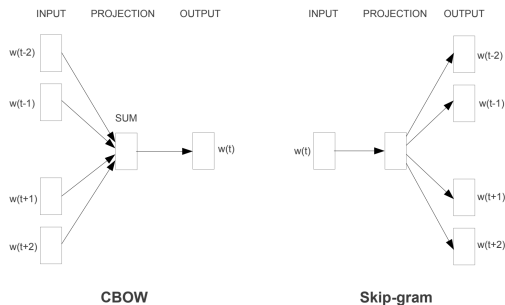 INPUT PROJECTION OUTPUT
w(t-2)
w(t-1)
SUM
w(t)
w(t+1)
w(t+2)
CBOW
INPUT PROJECTION OUTPUT
w(t-2)
w(t-1)
w(t)
w(t+1)
w(t+2)
Skip-gram